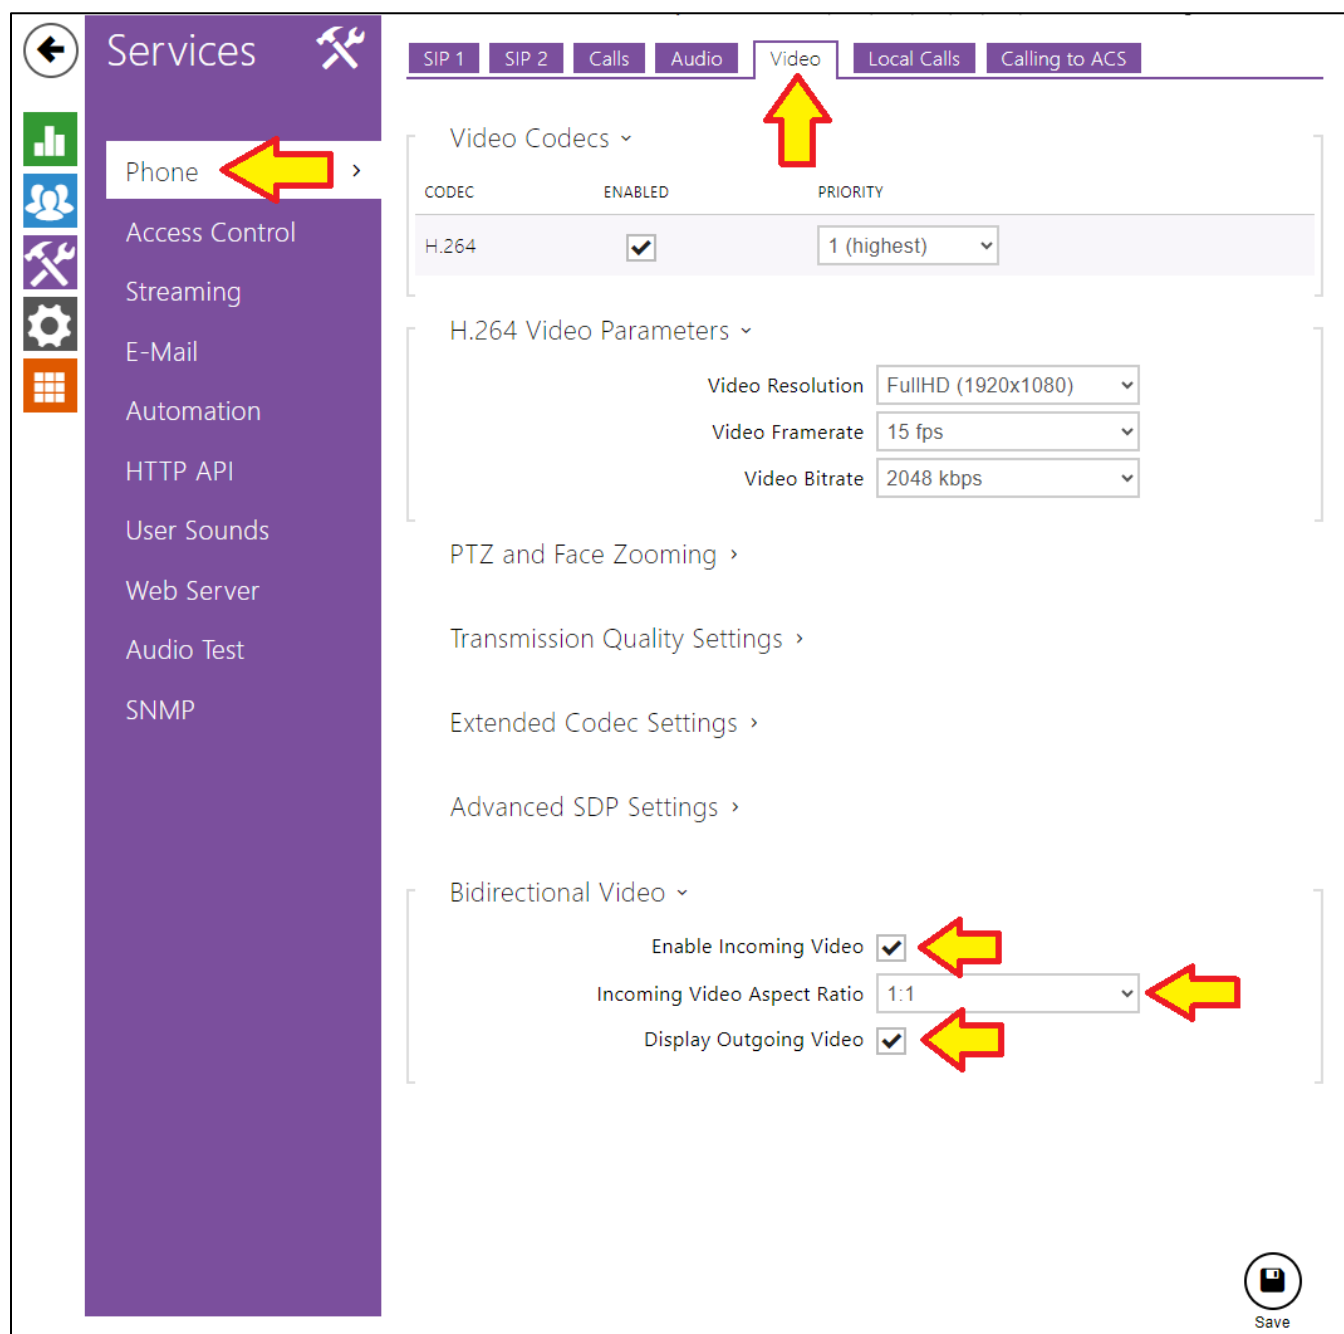 Services
Phone
Access Control
Streaming
E-Mail
Automation
HTTP API
User Sounds
Web Server
Audio Test
SNMP
SIP 1 SIP 2 Calls Audio Video Local Calls Calling to ACS
Video Codecs
CODEC ENABLED PRIORITY
H.264 1 (highest)
H.264 Video Parameters
Video Resolution FullHD (1920x1080)
Video Framerate 15 fps
Video Bitrate 2048 kbps
PTZ and Face Zooming
Transmission Quality Settings
Extended Codec Settings
Advanced SDP Settings
Bidirectional Video
Enable Incoming Video
Incoming Video Aspect Ratio 1:1
Display Outgoing Video
Save